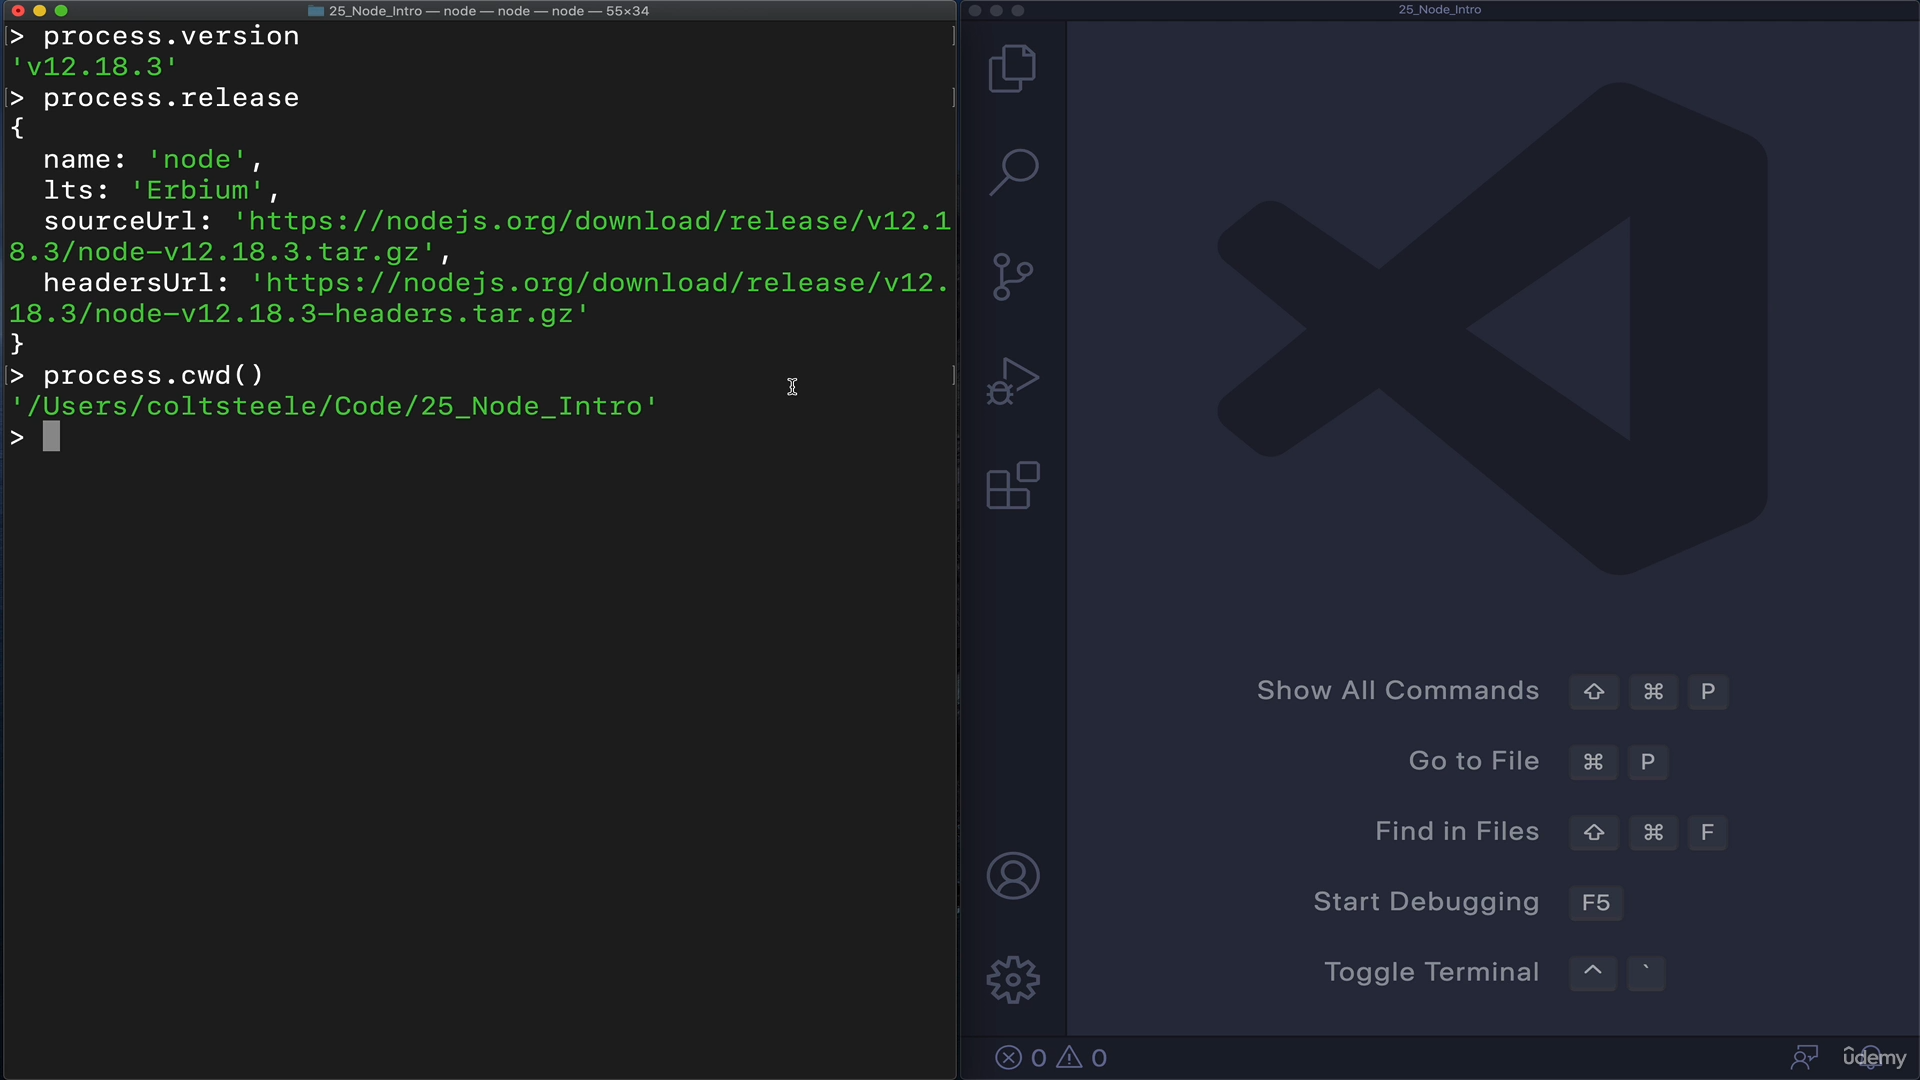 25_Node_Intro — node — node — node — 55×34
> process.version
'v12.18.3'
> process.release
{
  name: 'node',
  lts: 'Erbium',
  sourceUrl: 'https://nodejs.org/download/release/v12.1
8.3/node-v12.18.3.tar.gz',
  headersUrl: 'https://nodejs.org/download/release/v12.
18.3/node-v12.18.3-headers.tar.gz'
}
> process.cwd()
'/Users/coltsteele/Code/25_Node_Intro'
>
25_Node_Intro
Show All Commands ⇧ ⌘ P
Go to File ⌘ P
Find in Files ⇧ ⌘ F
Start Debugging F5
Toggle Terminal ^ `
0 0
udemy